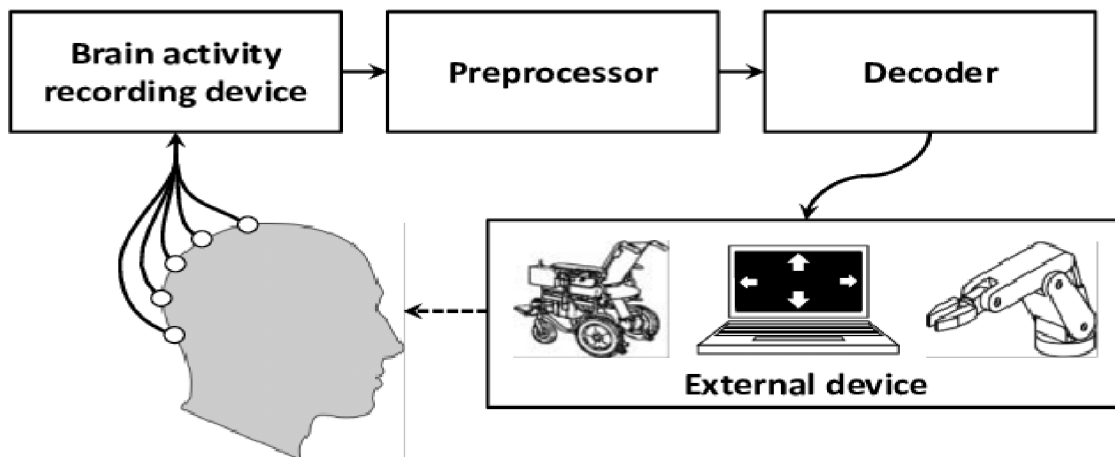 Brain activity
recording device
Preprocessor
Decoder
External device